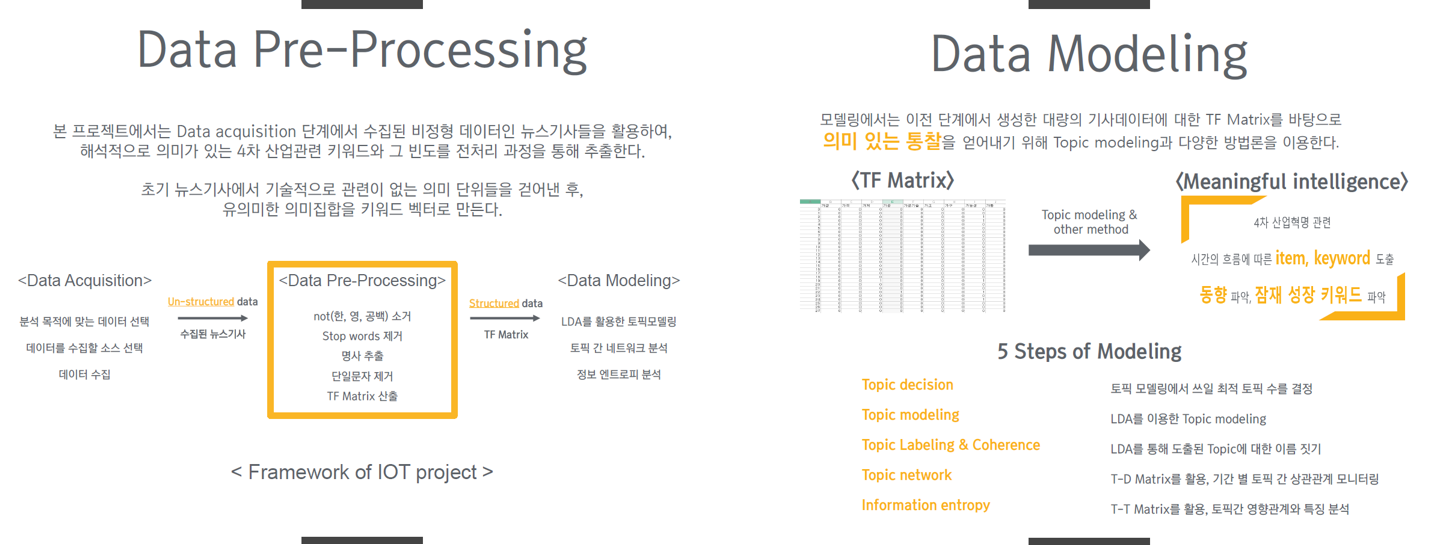 Data Pre-Processing
본 프로젝트에서는 Data acquisition 단계에서 수집된 비정형 데이터인 뉴스기사들을 활용하여,
해석적으로 의미가 있는 4차 산업관련 키워드와 그 빈도를 전처리 과정을 통해 추출한다.
초기 뉴스기사에서 기술적으로 관련이 없는 의미 단위들을 걷어낸 후,
유의미한 의미집합을 키워드 벡터로 만든다.
<Data Acquisition>
분석 목적에 맞는 데이터 선택
데이터를 수집할 소스 선택
데이터 수집
Un-structured data
수집된 뉴스기사
<Data Pre-Processing>
not(한, 영, 공백) 소거
Stop words 제거
명사 추출
단일문자 제거
TF Matrix 산출
Structured data
TF Matrix
<Data Modeling>
LDA를 활용한 토픽모델링
토픽 간 네트워크 분석
정보 엔트로피 분석
< Framework of IOT project >
Data Modeling
모델링에서는 이전 단계에서 생성한 대량의 기사데이터에 대한 TF Matrix를 바탕으로
의미 있는 통찰을 얻어내기 위해 Topic modeling과 다양한 방법론을 이용한다.
<TF Matrix>
Topic modeling &
other method
<Meaningful intelligence>
4차 산업혁명 관련
시간의 흐름에 따른 item, keyword 도출
동향 파악, 잠재 성장 키워드 파악
5 Steps of Modeling
Topic decision
토픽 모델링에서 쓰일 최적 토픽 수를 결정
Topic modeling
LDA를 이용한 Topic modeling
Topic Labeling & Coherence
LDA를 통해 도출된 Topic에 대한 이름 짓기
Topic network
T-D Matrix를 활용, 기간 별 토픽 간 상관관계 모니터링
Information entropy
T-T Matrix를 활용, 토픽간 영향관계와 특징 분석